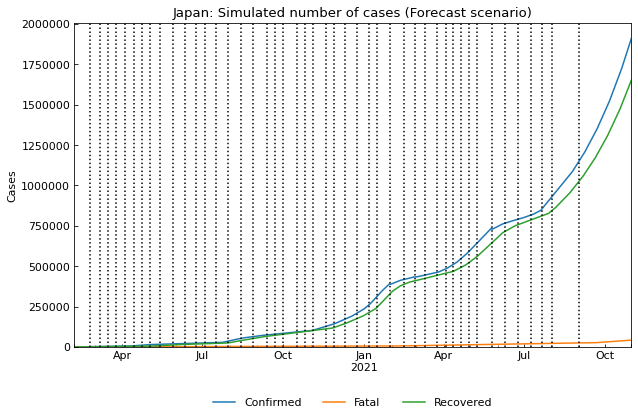 Japan: Simulated number of cases (Forecast scenario)
2000000
1750000
1500000
1250000
1000000
750000
500000
250000
0
Cases
Apr Jul Oct Jan Apr Jul Oct
2021
Confirmed Fatal Recovered